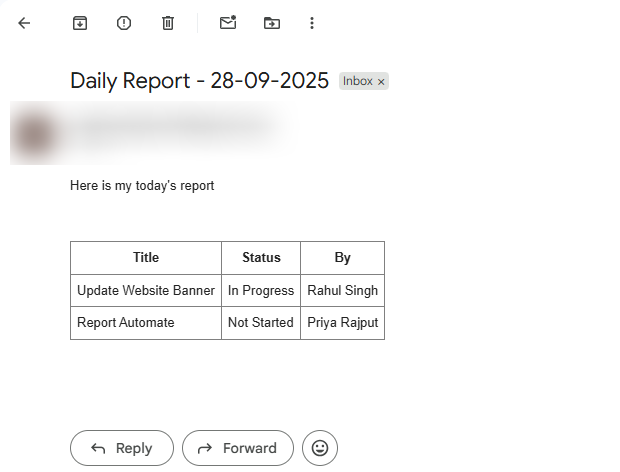 Daily Report - 28-09-2025 Inbox ×
Here is my today's report
Title Status By
Update Website Banner In Progress Rahul Singh
Report Automate Not Started Priya Rajput
Reply Forward